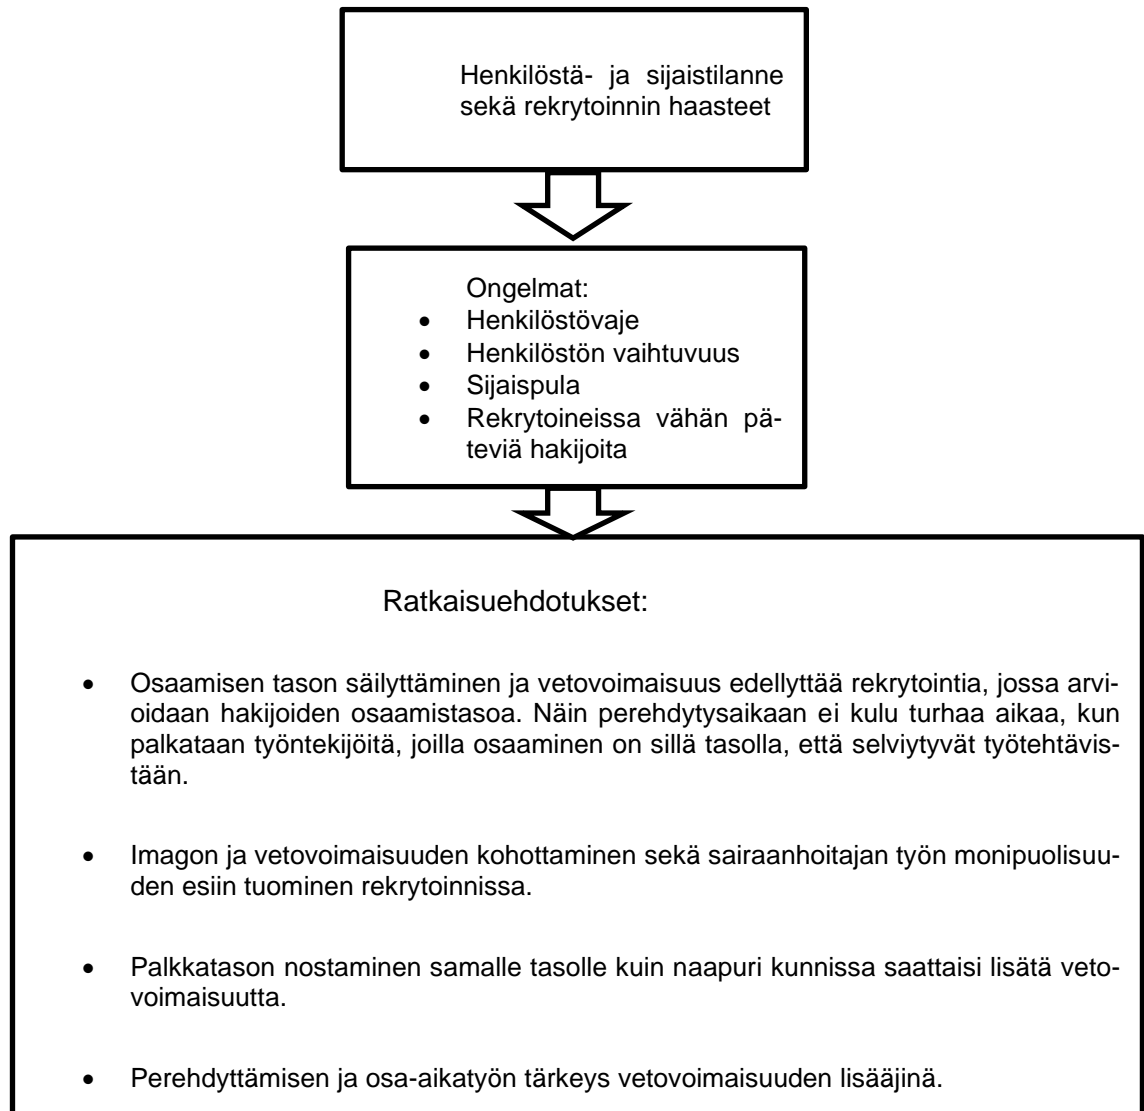 Henkilöstä- ja sijaistilanne
sekä rekrytoinnin haasteet
Ongelmat:
• Henkilöstövaje
• Henkilöstön vaihtuvuus
• Sijaispula
• Rekrytoineissa vähän pä-
teviä hakijoita
Ratkaisuehdotukset:
• Osaamisen tason säilyttäminen ja vetovoimaisuus edellyttää rekrytointia, jossa arvi-
oidaan hakijoiden osaamistasoa. Näin perehdytysaikaan ei kulu turhaa aikaa, kun
palkataan työntekijöitä, joilla osaaminen on sillä tasolla, että selviytyvät työtehtävis-
tään.
• Imagon ja vetovoimaisuuden kohottaminen sekä sairaanhoitajan työn monipuolisuu-
den esiin tuominen rekrytoinnissa.
• Palkkatason nostaminen samalle tasolle kuin naapuri kunnissa saattaisi lisätä veto-
voimaisuutta.
• Perehdyttämisen ja osa-aikatyön tärkeys vetovoimaisuuden lisääjinä.